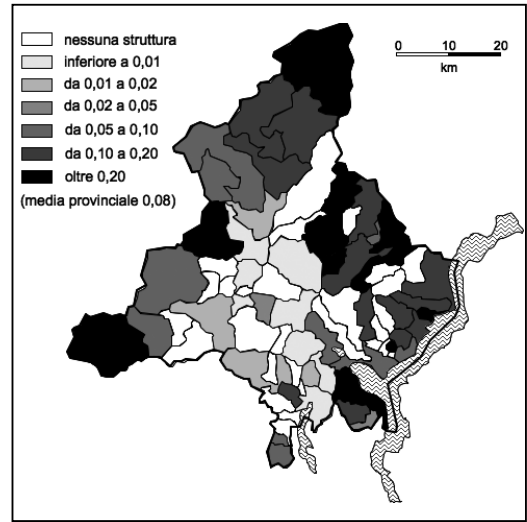 nessuna struttura
inferiore a 0,01
da 0,01 a 0,02
da 0,02 a 0,05
da 0,05 a 0,10
da 0,10 a 0,20
oltre 0,20
(media provinciale 0,08)
0 10 20
km